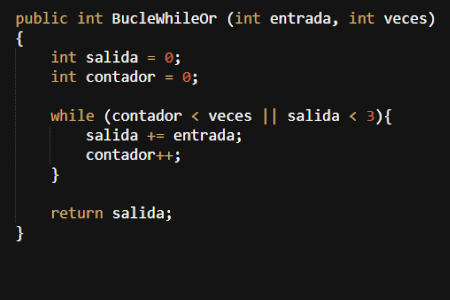 public int BucleWhileOr (int entrada, int veces)
{
    int salida = 0;
    int contador = 0;

    while (contador < veces || salida < 3){
        salida += entrada;
        contador++;
    }

    return salida;
}